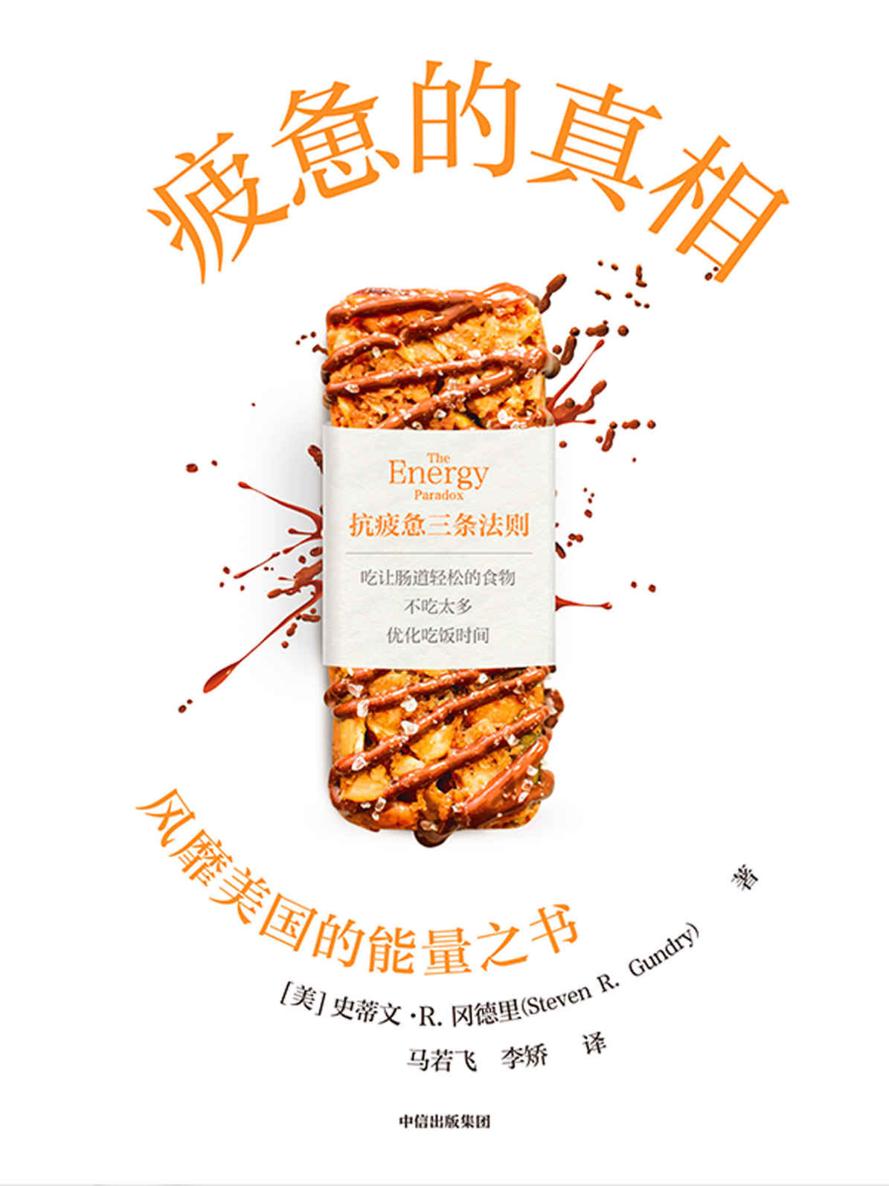 疲惫的真相
The
Energy
Paradox
抗疲惫三条法则
吃让肠道轻松的食物
不吃太多
优化吃饭时间
风靡美国的能量之书
[美] 史蒂文·R. 冈德里(Steven R. Gundry) 著
马若飞 李矫 译
中信出版集团